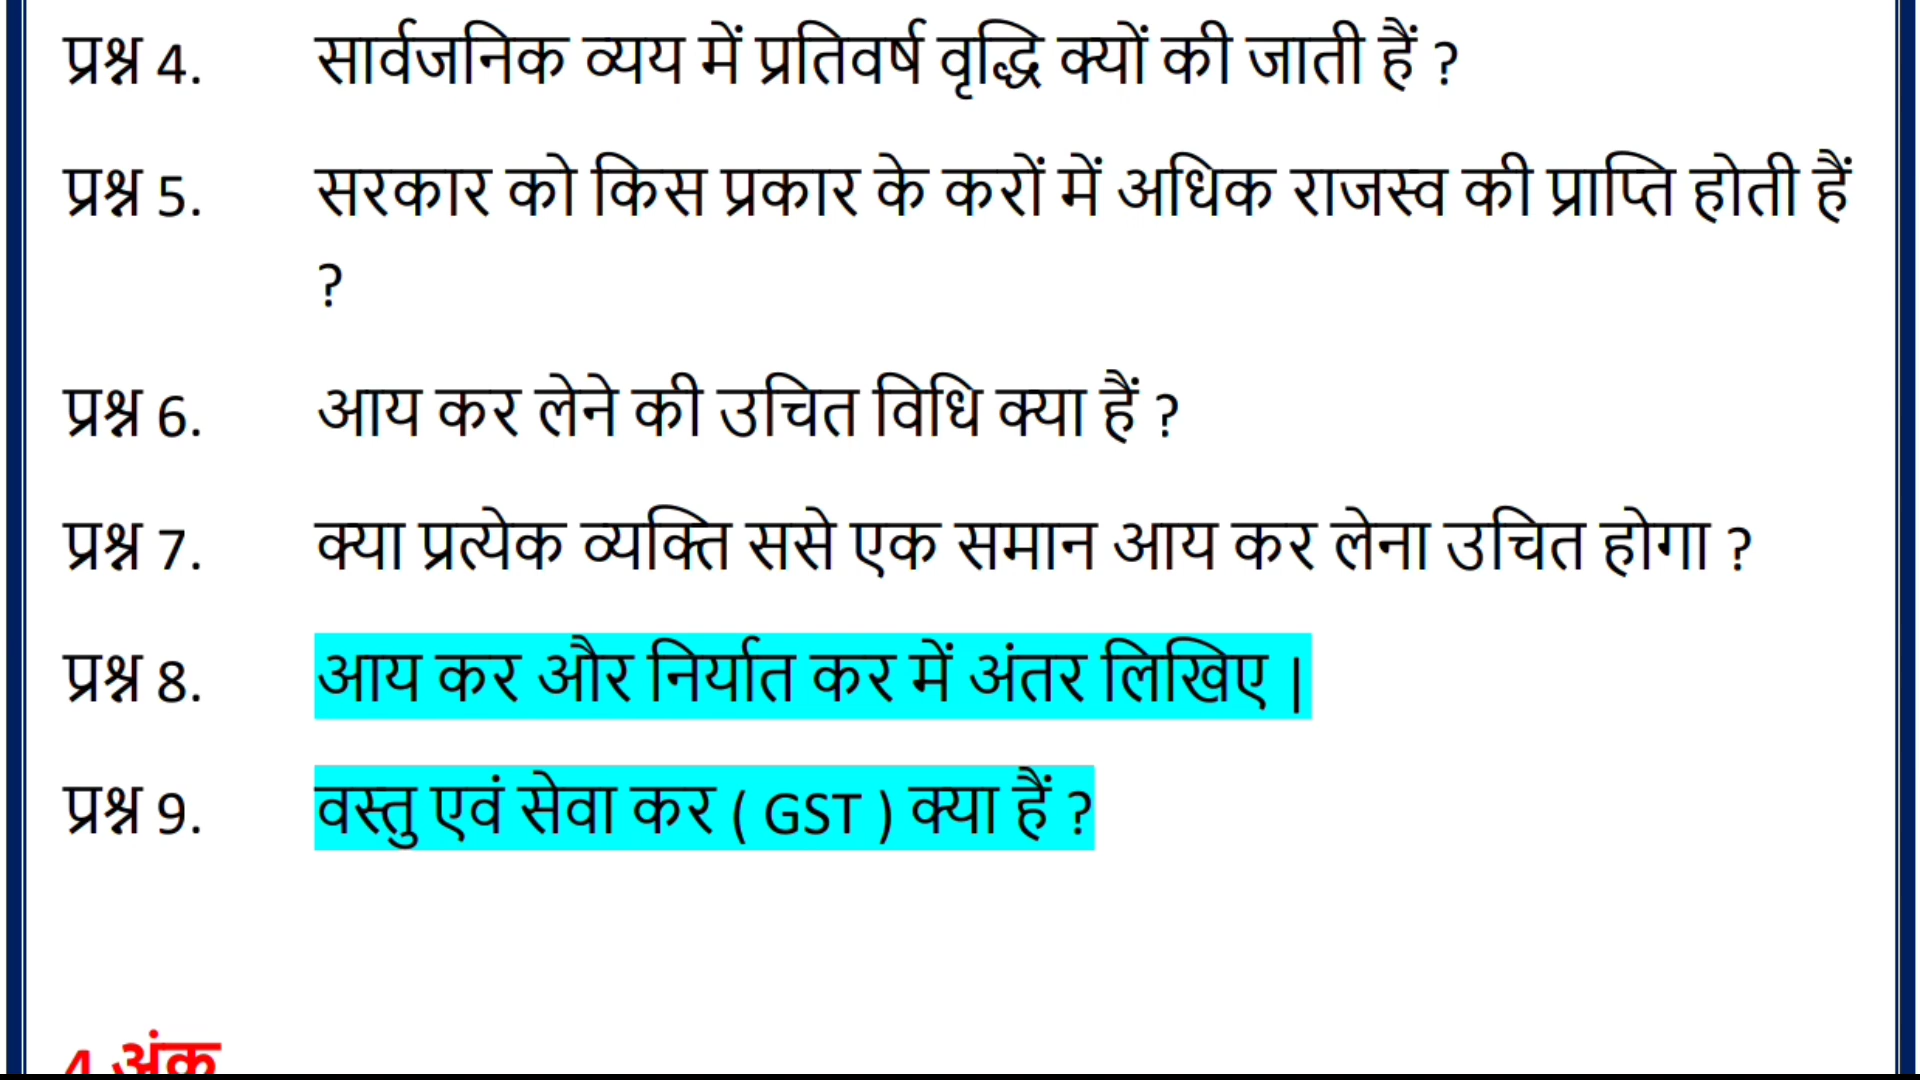 प्रश्न 4. सार्वजनिक व्यय में प्रतिवर्ष वृद्धि क्यों की जाती हैं ?
प्रश्न 5. सरकार को किस प्रकार के करों में अधिक राजस्व की प्राप्ति होती हैं
?
प्रश्न 6. आय कर लेने की उचित विधि क्या हैं ?
प्रश्न 7. क्या प्रत्येक व्यक्ति ससे एक समान आय कर लेना उचित होगा ?
प्रश्न 8. आय कर और निर्यात कर में अंतर लिखिए |
प्रश्न 9. वस्तु एवं सेवा कर ( GST ) क्या हैं ?
4 अंक